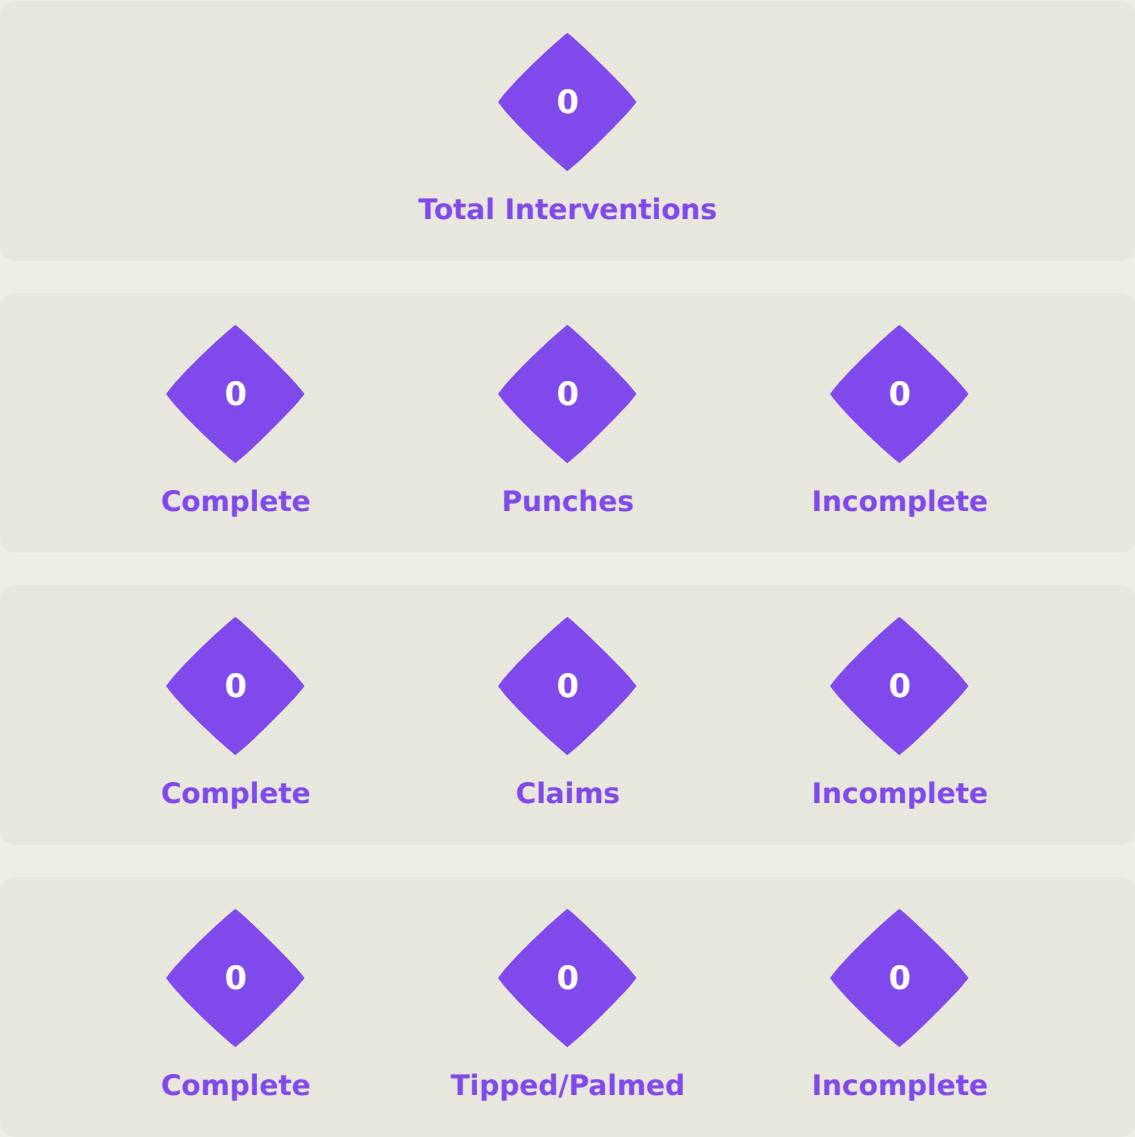 0
Total Interventions
0 0 0
Complete Punches Incomplete
0 0 0
Complete Claims Incomplete
0 0 0
Complete Tipped/Palmed Incomplete